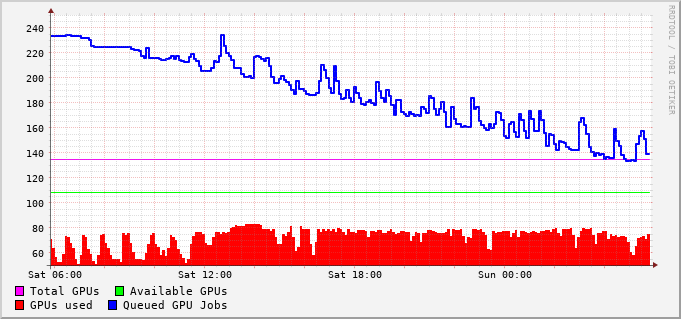 RRDTOOL / TOBI OETIKER
240
220
200
180
160
140
120
100
80
60
Sat 06:00 Sat 12:00 Sat 18:00 Sun 00:00
Total GPUs Available GPUs
GPUs used Queued GPU Jobs